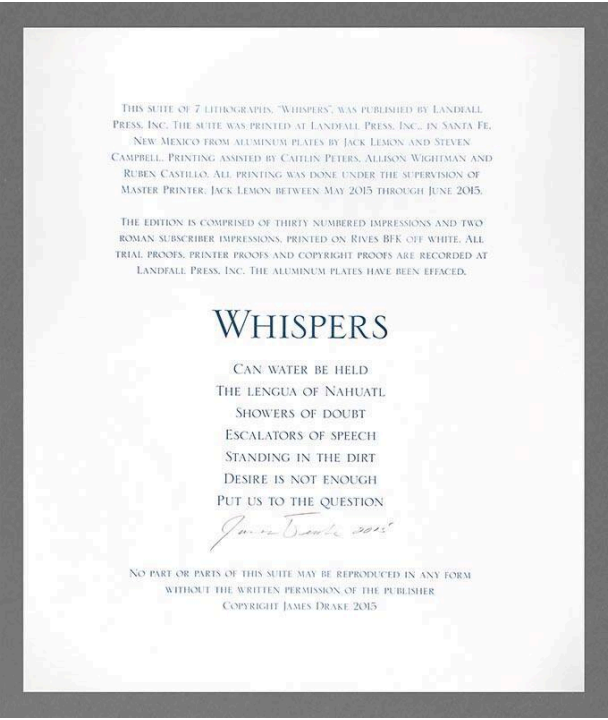 THIS SUITE OF 7 LITHOGRAPHS, "WHISPERS", WAS PUBLISHED BY LANDFALL
PRESS, INC. THE SUITE WAS PRINTED AT LANDFALL PRESS, INC., IN SANTA FE,
NEW MEXICO FROM ALUMINUM PLATES BY JACK LEMON AND STEVEN
CAMPBELL. PRINTING ASSISTED BY CAITLIN PETERS, ALLISON WIGHTMAN AND
RUBEN CASTILLO. ALL PRINTING WAS DONE UNDER THE SUPERVISION OF
MASTER PRINTER, JACK LEMON BETWEEN MAY 2015 THROUGH JUNE 2015.
THE EDITION IS COMPRISED OF THIRTY NUMBERED IMPRESSIONS AND TWO
ROMAN SUBSCRIBER IMPRESSIONS, PRINTED ON RIVES BFK OFF WHITE. ALL
TRIAL PROOFS, PRINTER PROOFS AND COPYRIGHT PROOFS ARE RECORDED AT
LANDFALL PRESS, INC. THE ALUMINUM PLATES HAVE BEEN EFFACED.
WHISPERS
CAN WATER BE HELD
THE LENGUA OF NAHUATL
SHOWERS OF DOUBT
ESCALATORS OF SPEECH
STANDING IN THE DIRT
DESIRE IS NOT ENOUGH
PUT US TO THE QUESTION
James Drake 2015
NO PART OR PARTS OF THIS SUITE MAY BE REPRODUCED IN ANY FORM
WITHOUT THE WRITTEN PERMISSION OF THE PUBLISHER
COPYRIGHT JAMES DRAKE 2015